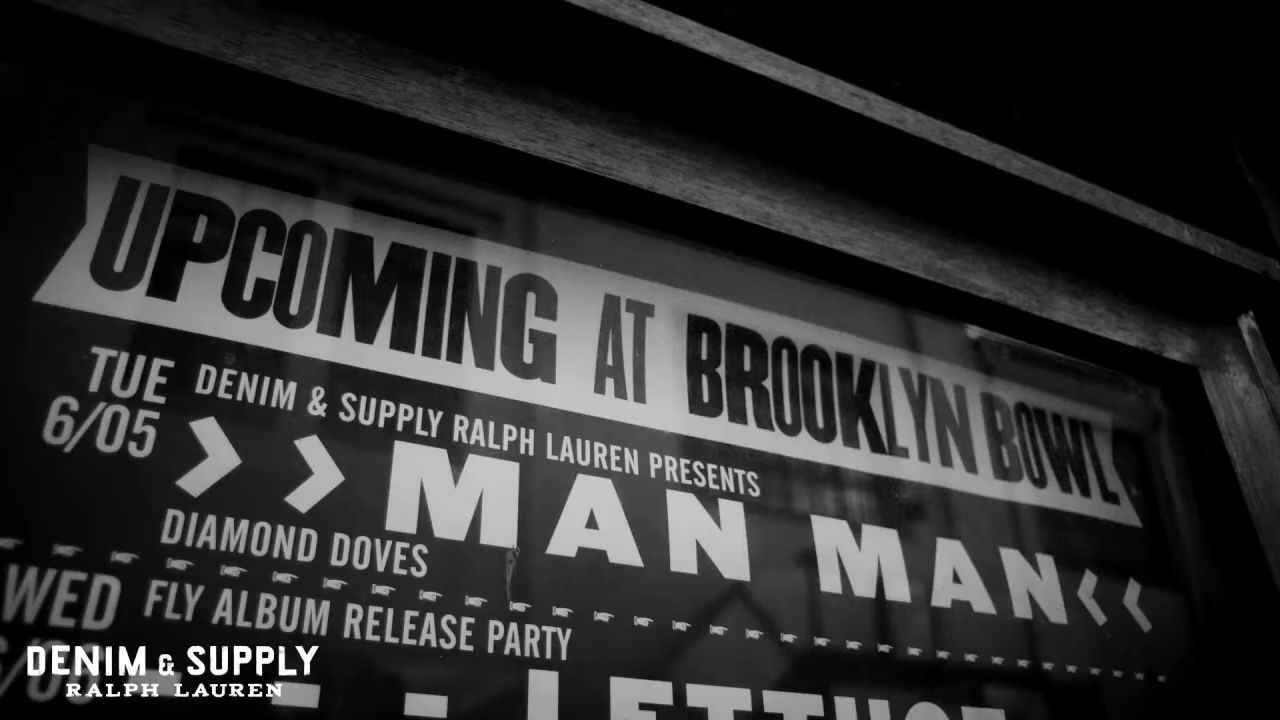 UPCOMING AT BROOKLYN BOWL
TUE
6/05
DENIM & SUPPLY RALPH LAUREN PRESENTS
>> MAN MAN <<
DIAMOND DOVES
WED
FLY ALBUM RELEASE PARTY
LETTUCE
DENIM & SUPPLY
RALPH LAUREN